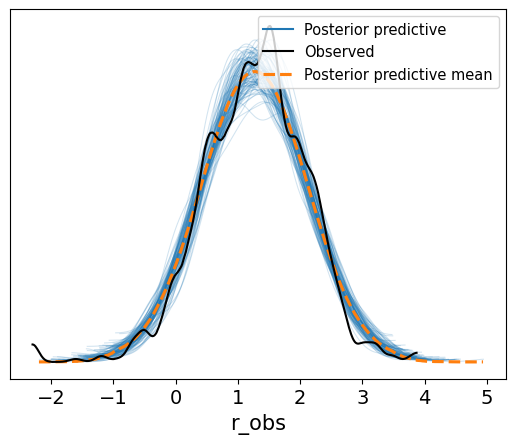 Posterior predictive
Observed
Posterior predictive mean
−2 −1 0 1 2 3 4 5
r_obs